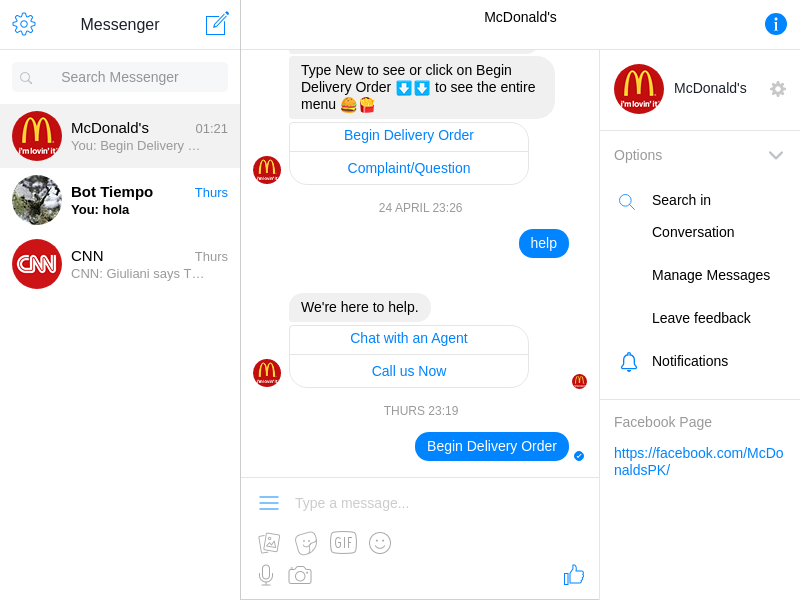 Messenger
McDonald's
Search Messenger
McDonald's 01:21
You: Begin Delivery …
Bot Tiempo Thurs
You: hola
CNN Thurs
CNN: Giuliani says T…
Type New to see or click on Begin
Delivery Order ⬇️⬇️ to see the entire
menu 🍔🍟
Begin Delivery Order
Complaint/Question
24 APRIL 23:26
help
We're here to help.
Chat with an Agent
Call us Now
THURS 23:19
Begin Delivery Order
Type a message...
GIF
i'm lovin' it
McDonald's
Options
Search in
Conversation
Manage Messages
Leave feedback
Notifications
Facebook Page
https://facebook.com/McDo
naldsPK/